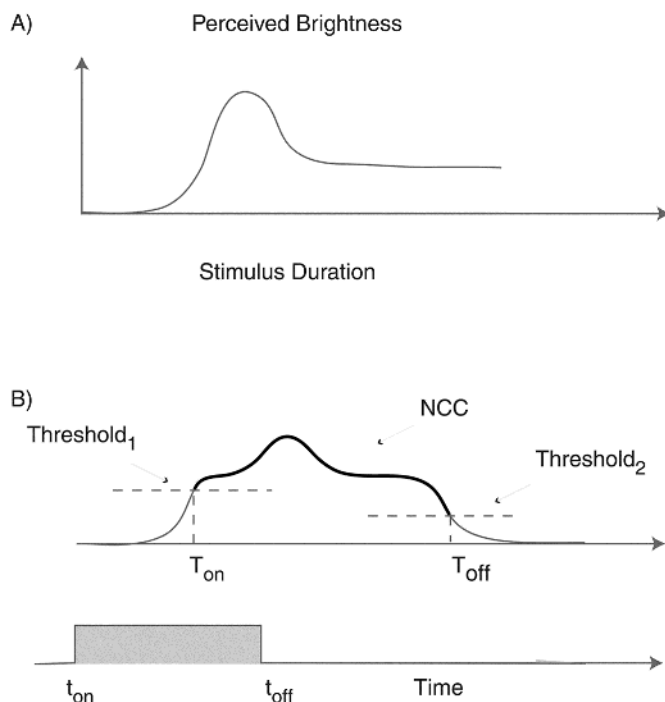 A)
Perceived Brightness
Stimulus Duration
B)
NCC
Threshold1
Threshold2
Ton
Toff
ton
toff
Time